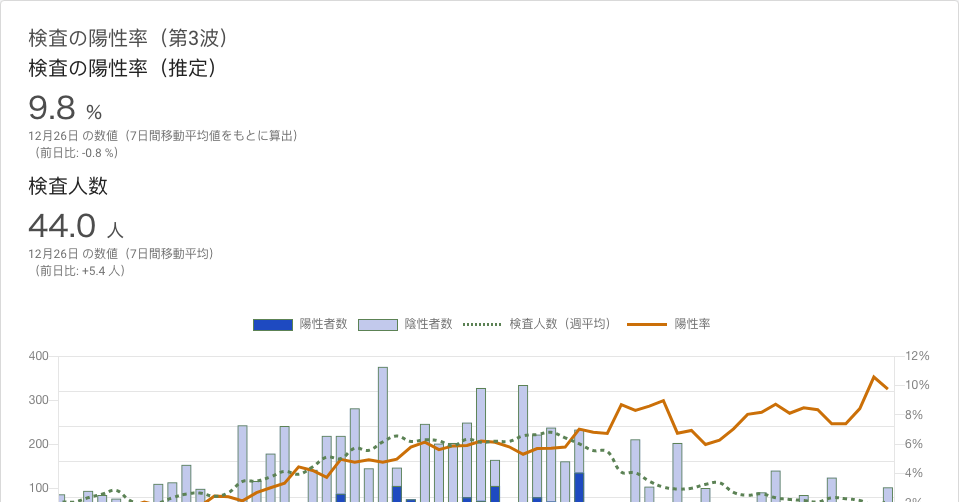 検査の陽性率（第3波）
検査の陽性率（推定）
9.8 %
12月26日 の数値（7日間移動平均値をもとに算出）
（前日比: -0.8 %）
検査人数
44.0 人
12月26日 の数値（7日間移動平均）
（前日比: +5.4 人）
陽性者数 陰性者数 検査人数（週平均） 陽性率
400 12%
10%
300
8%
200 6%
4%
100